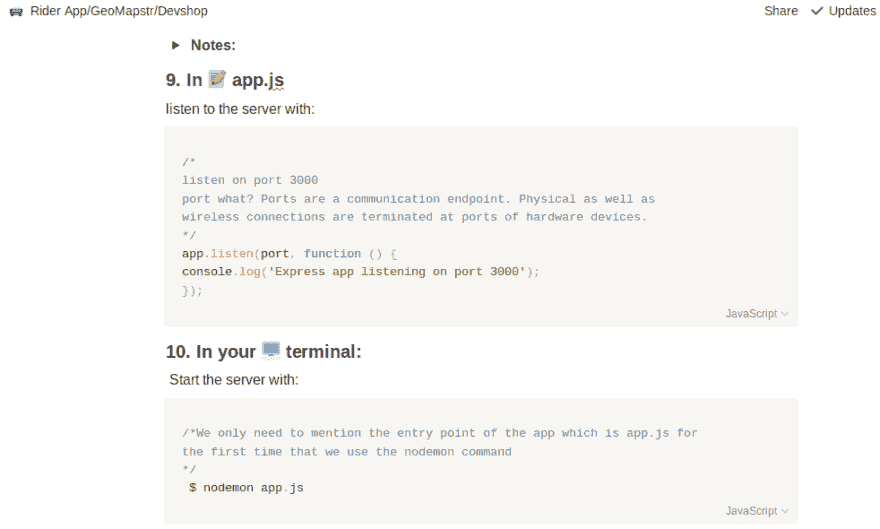 Rider App/GeoMapstr/Devshop
Share
Updates
Notes:
9. In 📝 app.js
listen to the server with:
/*
listen on port 3000
port what? Ports are a communication endpoint. Physical as well as
wireless connections are terminated at ports of hardware devices.
*/
app.listen(port, function () {
console.log('Express app listening on port 3000');
});
JavaScript
10. In your 🖥️ terminal:
Start the server with:
/*We only need to mention the entry point of the app which is app.js for
the first time that we use the nodemon command
*/
$ nodemon app.js
JavaScript